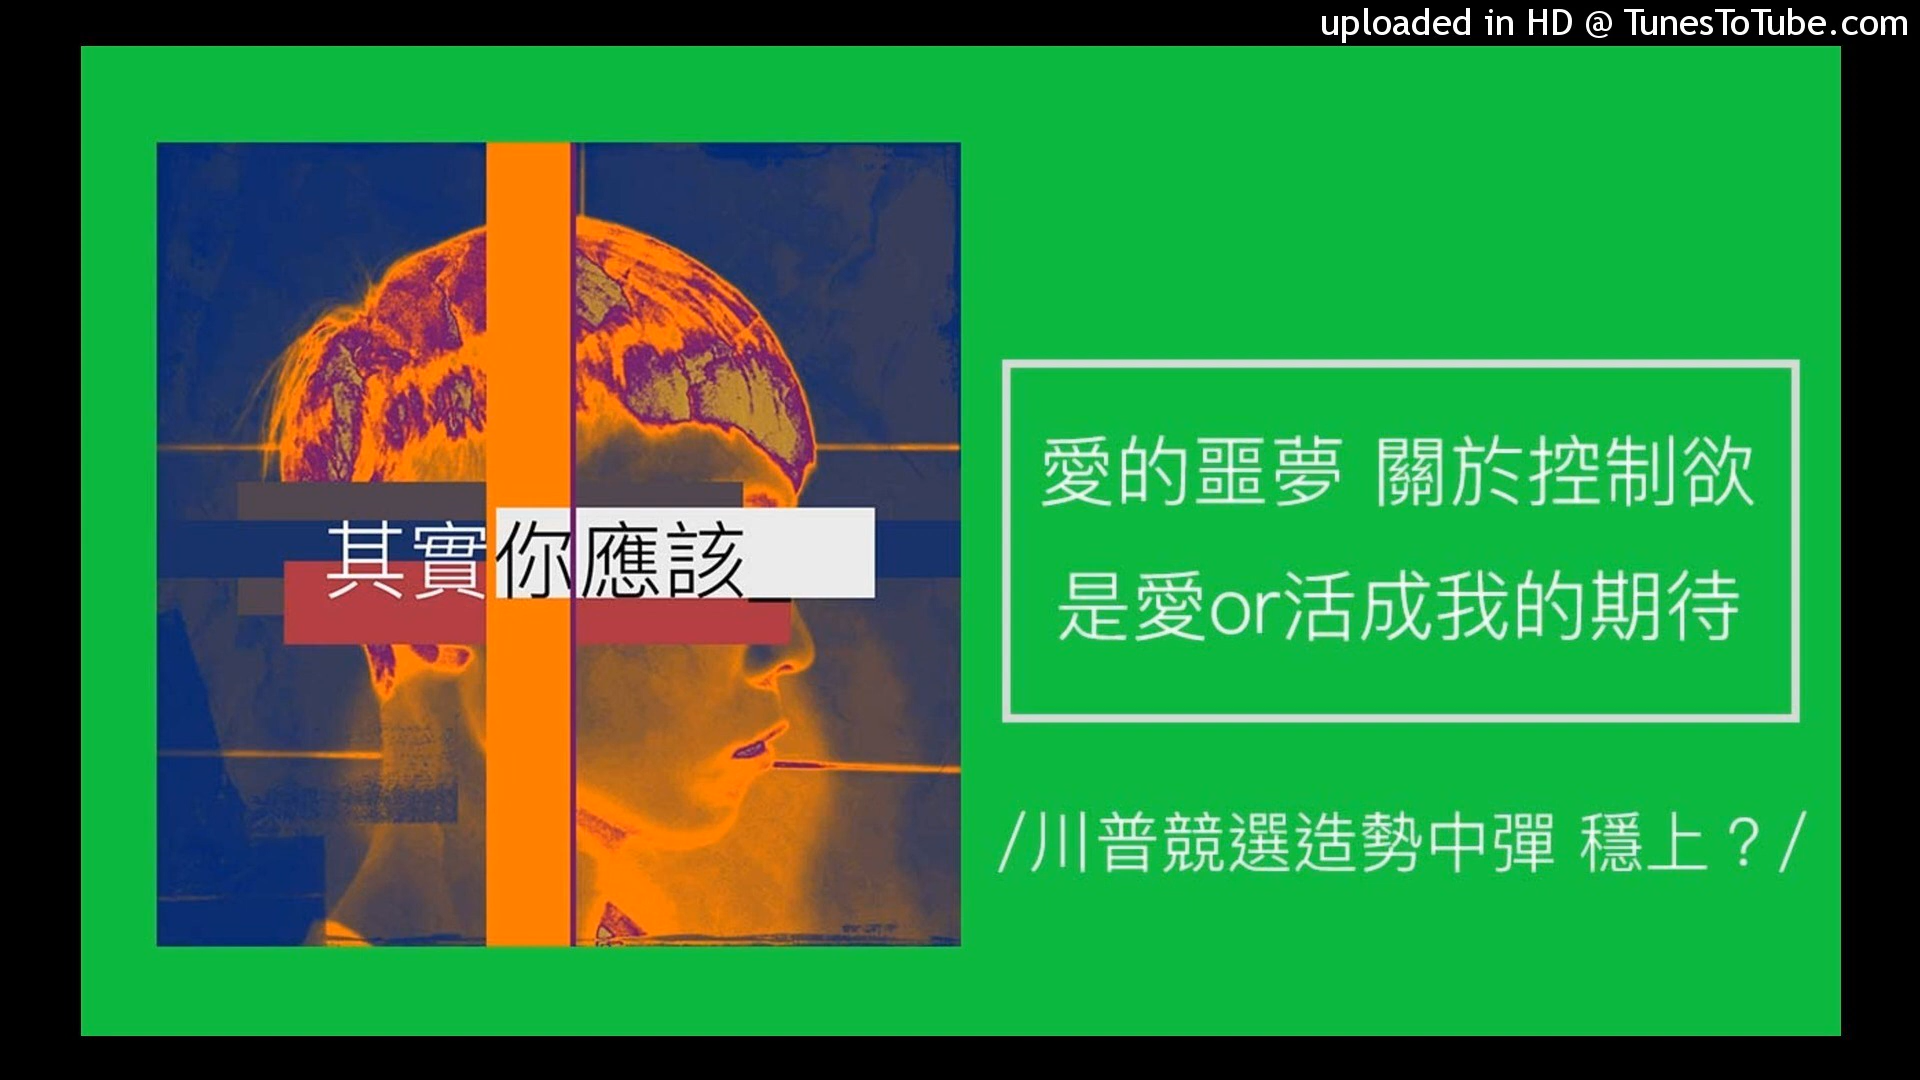 uploaded in HD @ TunesToTube.com
其實你應該_
愛的噩夢 關於控制欲
是愛or活成我的期待
/川普競選造勢中彈 穩上？/